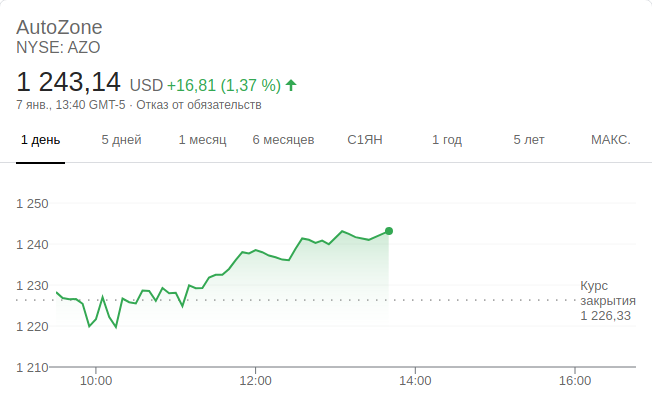 AutoZone
NYSE: AZO
1 243,14 USD +16,81 (1,37 %)
7 янв., 13:40 GMT-5 · Отказ от обязательств
1 день 5 дней 1 месяц 6 месяцев С1ЯН 1 год 5 лет МАКС.
1 250
1 240
1 230
Курс
закрытия
1 226,33
1 220
1 210
10:00 12:00 14:00 16:00